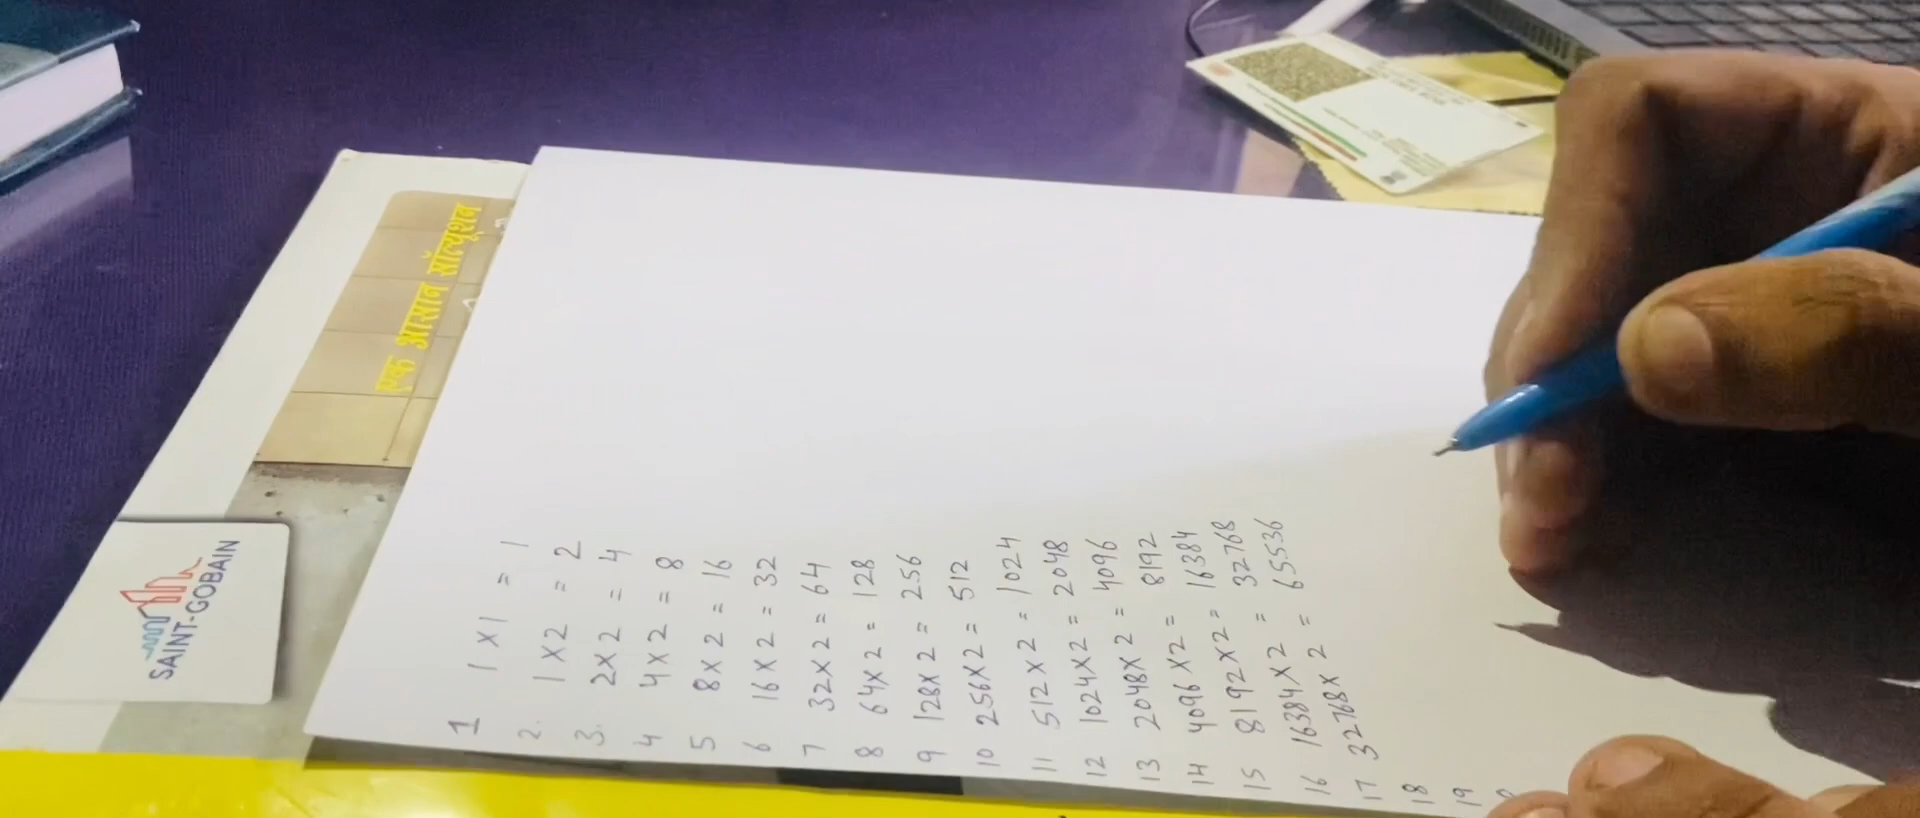 एक आसान सॉल्यूशन
SAINT-GOBAIN
1 1 X 1 = 1
2. 1 X 2 = 2
3. 2 X 2 = 4
4 4 X 2 = 8
5 8 X 2 = 16
6 16 X 2 = 32
7 32 X 2 = 64
8 64 X 2 = 128
9 128 X 2 = 256
10 256 X 2 = 512
11 512 X 2 = 1024
12 1024 X 2 = 2048
13 2048 X 2 = 4096
14 4096 X 2 = 8192
15 8192 X 2 = 16384
16 16384 X 2 = 32768
17 32768 X 2 = 65536
18
19